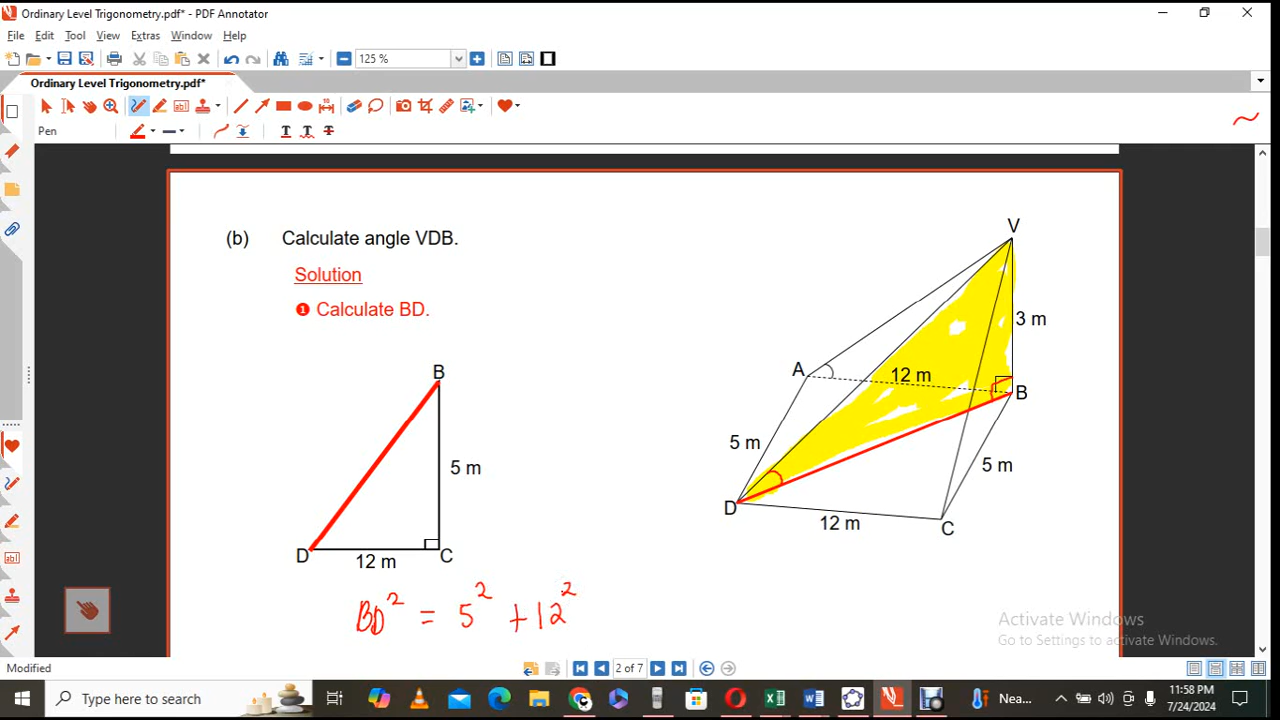 Ordinary Level Trigonometry.pdf* - PDF Annotator
File Edit Tool View Extras Window Help
125 %
Ordinary Level Trigonometry.pdf*
Pen
(b) Calculate angle VDB.
Solution
❶ Calculate BD.
B
5 m
D
12 m
C
BD² = 5² + 12²
V
3 m
A
12 m
B
5 m
5 m
D
12 m
C
Activate Windows
Go to Settings to activate Windows.
Modified
2 of 7
Type here to search
Nea...
11:58 PM
7/24/2024